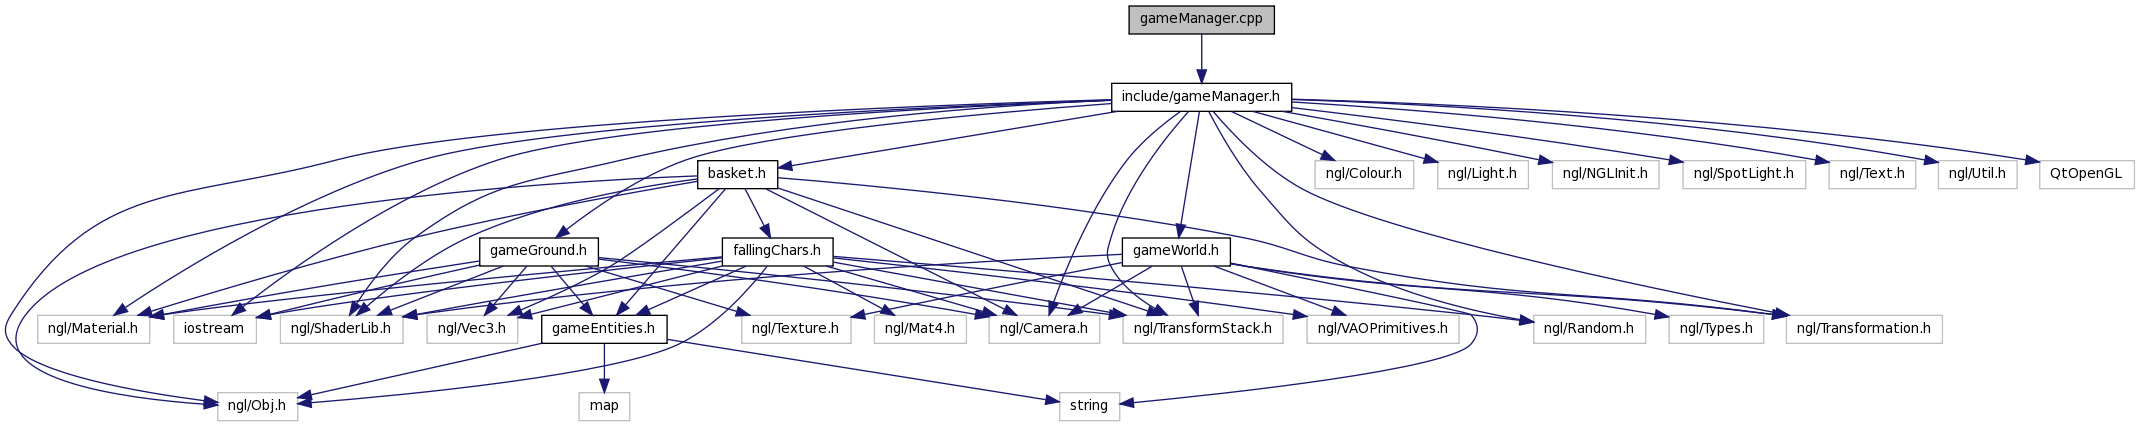 gameManager.cpp
include/gameManager.h
basket.h
ngl/Colour.h
ngl/Light.h
ngl/NGLInit.h
ngl/SpotLight.h
ngl/Text.h
ngl/Util.h
QtOpenGL
gameGround.h
fallingChars.h
gameWorld.h
ngl/Material.h
iostream
ngl/ShaderLib.h
ngl/Vec3.h
gameEntities.h
ngl/Texture.h
ngl/Mat4.h
ngl/Camera.h
ngl/TransformStack.h
ngl/VAOPrimitives.h
ngl/Random.h
ngl/Types.h
ngl/Transformation.h
ngl/Obj.h
map
string